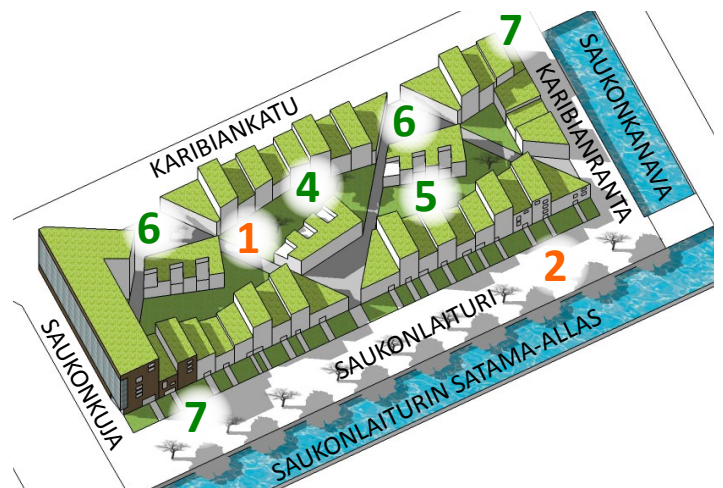 7
KARIBIANKATU
KARIBIANRANTA
SAUKONKANAVA
6
4
5
6
1
2
SAUKONKUJA
SAUKONLAITURI
7
SAUKONLAITURIN SATAMA-ALLAS